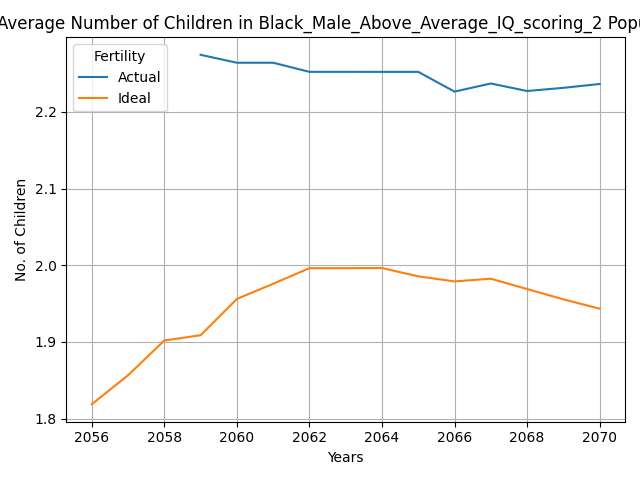 Average Number of Children in Black_Male_Above_Average_IQ_scoring_2 Popu
Fertility
Actual
Ideal
2.2
2.1
2.0
1.9
1.8
No. of Children
2056 2058 2060 2062 2064 2066 2068 2070
Years